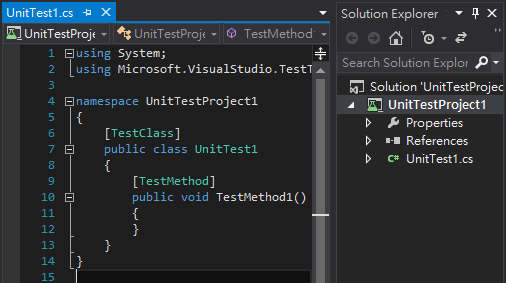 UnitTest1.cs
UnitTestProje
UnitTestProj
TestMethod
1 using System;
2 using Microsoft.VisualStudio.TestT
3
4 namespace UnitTestProject1
5 {
6 [TestClass]
7 public class UnitTest1
8 {
9 [TestMethod]
10 public void TestMethod1()
11 {
12 }
13 }
14 }
15
Solution Explorer
Search Solution Explor
Solution 'UnitTestProjec
UnitTestProject1
Properties
References
C# UnitTest1.cs